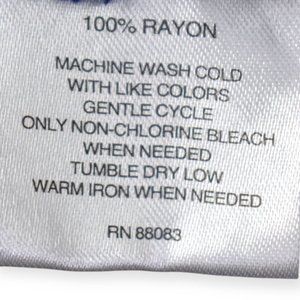 100% RAYON
MACHINE WASH COLD
WITH LIKE COLORS
GENTLE CYCLE
ONLY NON-CHLORINE BLEACH
WHEN NEEDED
TUMBLE DRY LOW
WARM IRON WHEN NEEDED
RN 88083